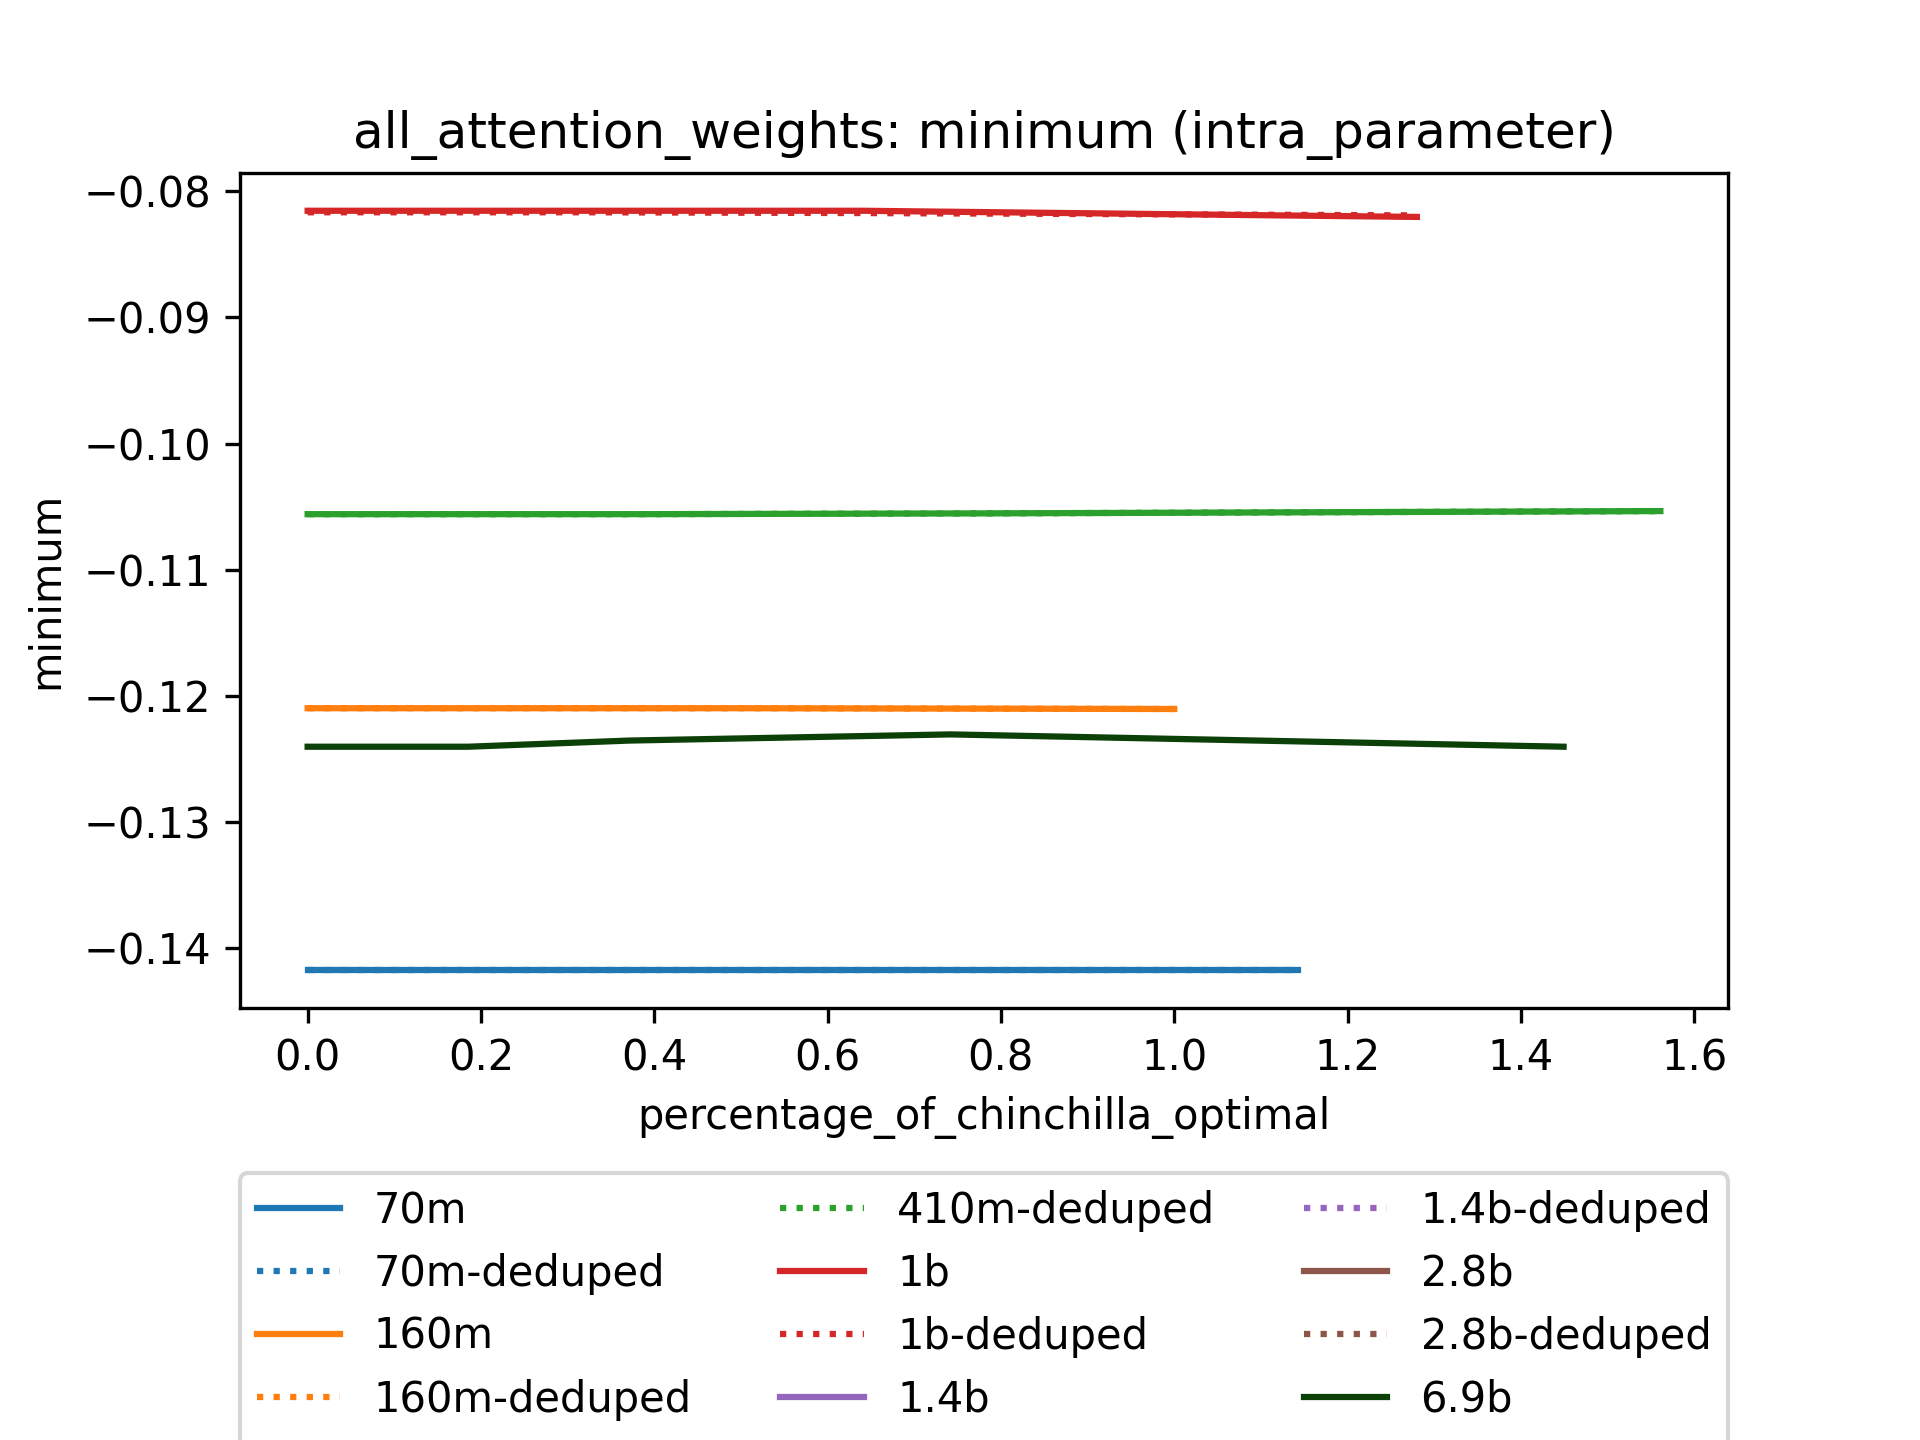 all_attention_weights: minimum (intra_parameter)
−0.08
−0.09
−0.10
−0.11
−0.12
−0.13
−0.14
minimum
0.0 0.2 0.4 0.6 0.8 1.0 1.2 1.4 1.6
percentage_of_chinchilla_optimal
70m
70m-deduped
160m
160m-deduped
410m-deduped
1b
1b-deduped
1.4b
1.4b-deduped
2.8b
2.8b-deduped
6.9b